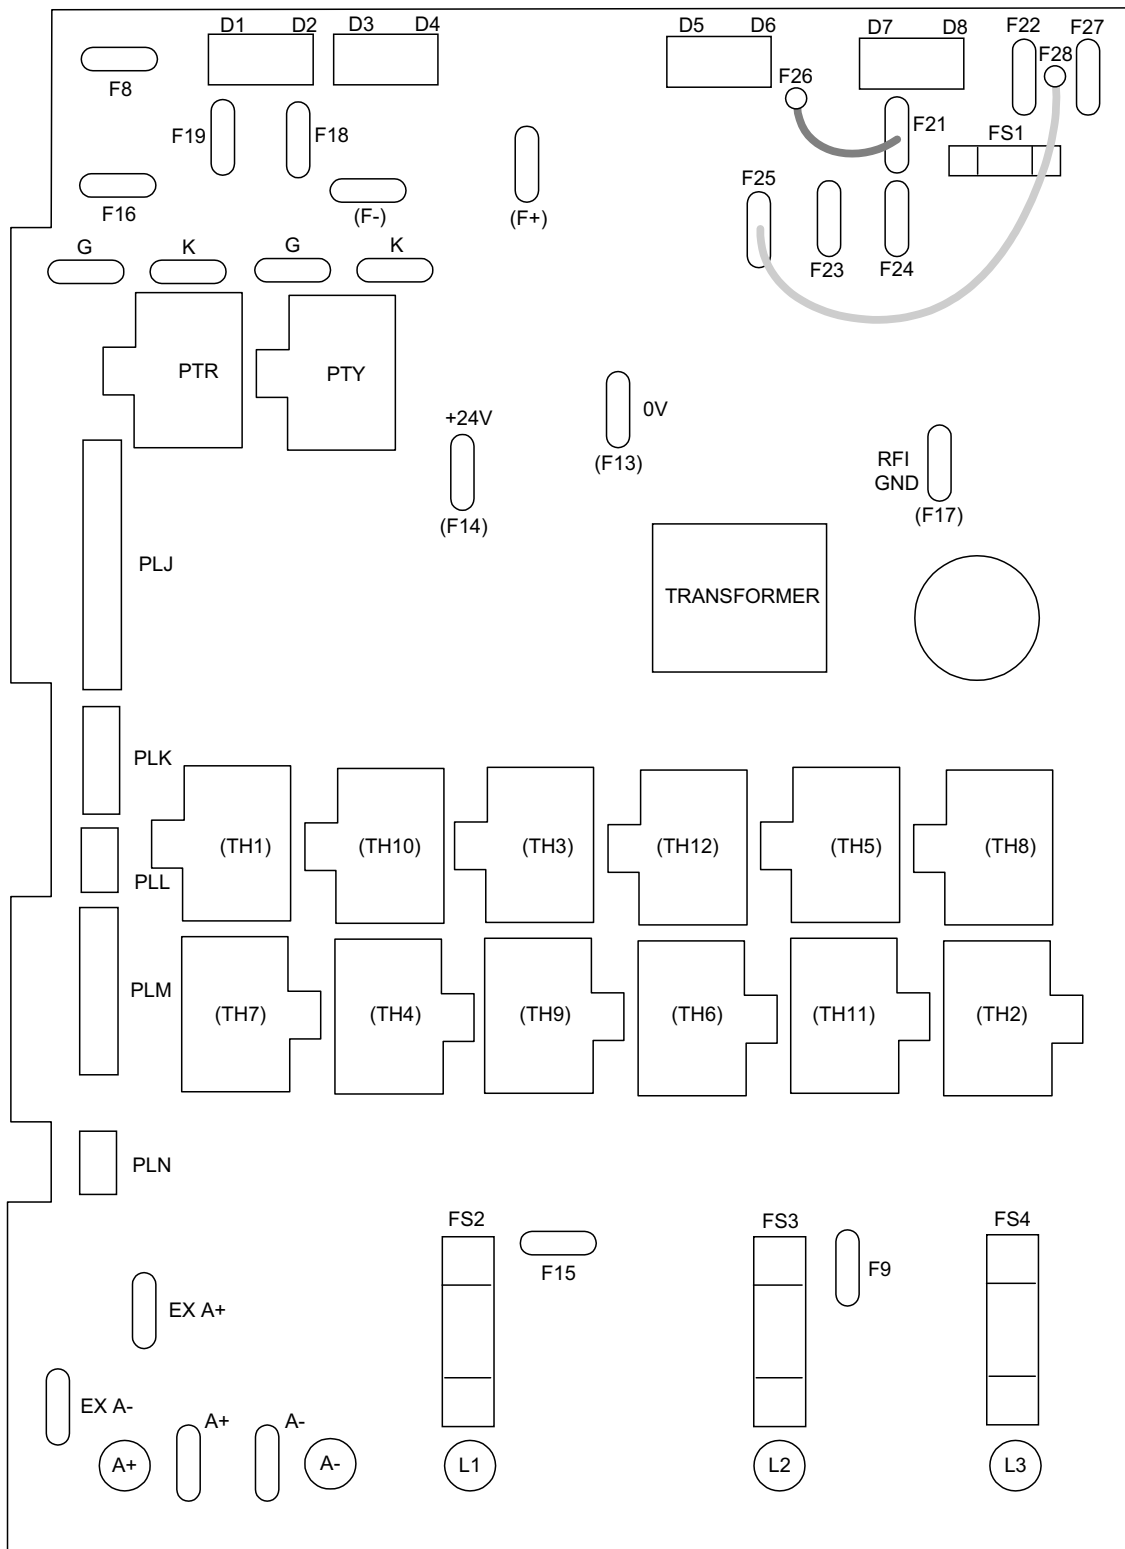 D1
D2
D3
D4
D5
D6
D7
D8
F22
F27
F28
F26
F8
F19
F18
F21
FS1
F16
(F-)
(F+)
F25
F23
F24
G
K
G
K
PTR
PTY
+24V
(F14)
0V
(F13)
RFI
GND
(F17)
PLJ
TRANSFORMER
PLK
(TH1)
(TH10)
(TH3)
(TH12)
(TH5)
(TH8)
PLL
PLM
(TH7)
(TH4)
(TH9)
(TH6)
(TH11)
(TH2)
PLN
FS2
F15
FS3
F9
FS4
EX A+
EX A-
A+
A-
A+
A-
L1
L2
L3